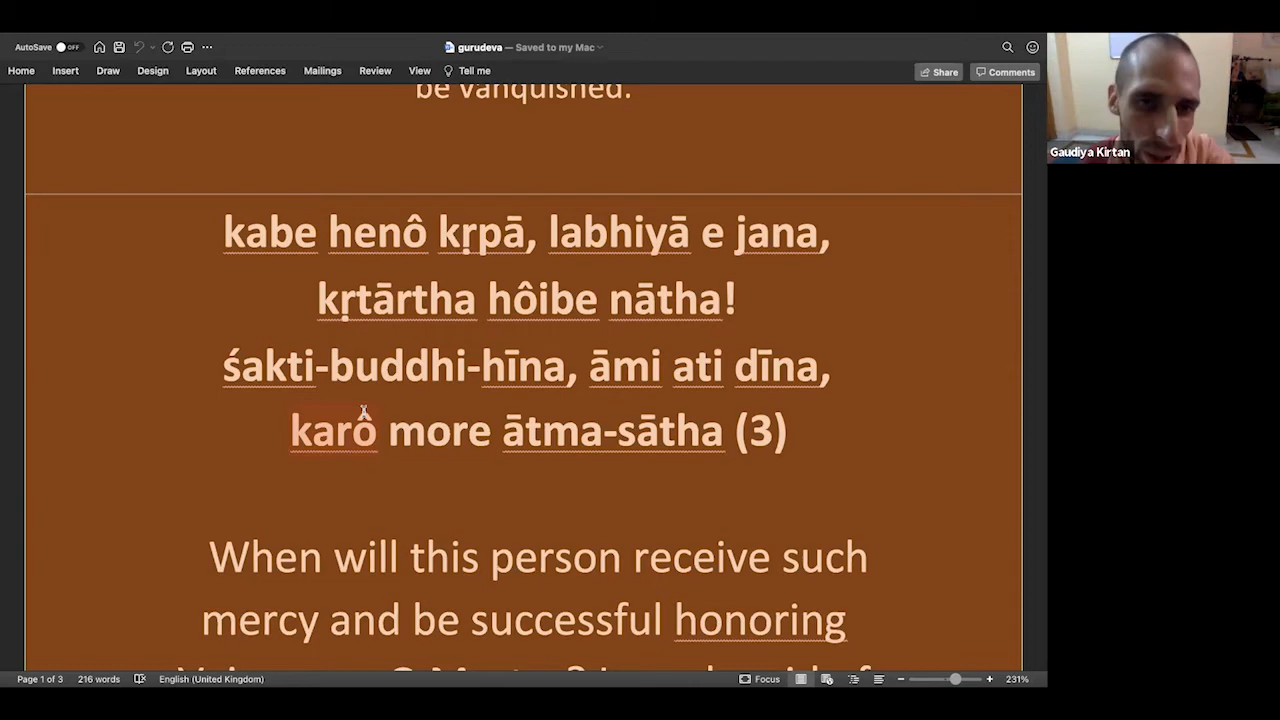 AutoSave OFF
gurudeva — Saved to my Mac
Home Insert Draw Design Layout References Mailings Review View Tell me
Share Comments
be vanquished.
kabe henô kṛpā, labhiyā e jana,
kṛtārtha hôibe nātha!
śakti-buddhi-hīna, āmi ati dīna,
karô more ātma-sātha (3)
When will this person receive such
mercy and be successful honoring
Gaudiya Kirtan
Page 1 of 3 216 words English (United Kingdom) Focus 231%